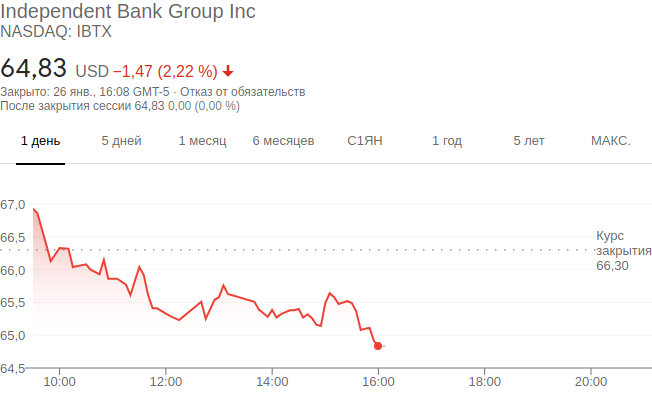 Independent Bank Group Inc
NASDAQ: IBTX
64,83 USD −1,47 (2,22 %)
Закрыто: 26 янв., 16:08 GMT-5 · Отказ от обязательств
После закрытия сессии 64,83 0,00 (0,00 %)
1 день 5 дней 1 месяц 6 месяцев С1ЯН 1 год 5 лет МАКС.
67,0
66,5
66,0
65,5
65,0
64,5
Курс
закрытия
66,30
10:00 12:00 14:00 16:00 18:00 20:00